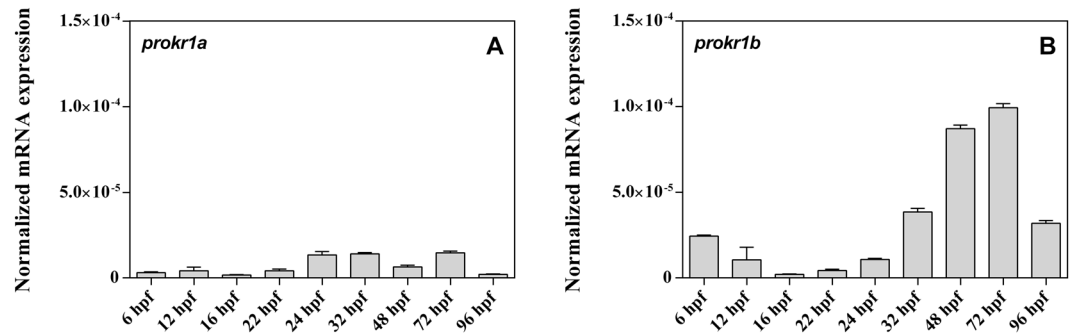 Normalized mRNA expression
1.5×10⁻⁴
1.0×10⁻⁴
5.0×10⁻⁵
0
prokr1a
A
6 hpf
12 hpf
16 hpf
22 hpf
24 hpf
32 hpf
48 hpf
72 hpf
96 hpf
Normalized mRNA expression
1.5×10⁻⁴
1.0×10⁻⁴
5.0×10⁻⁵
0
prokr1b
B
6 hpf
12 hpf
16 hpf
22 hpf
24 hpf
32 hpf
48 hpf
72 hpf
96 hpf